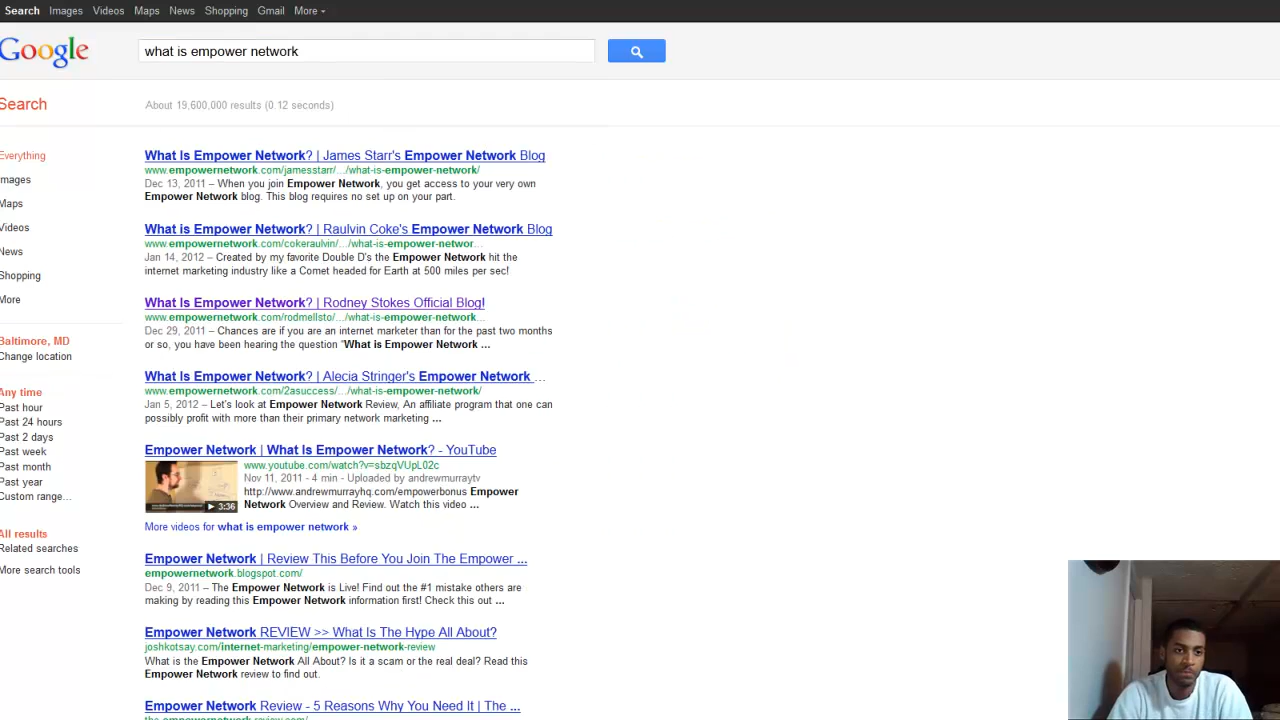 Search Images Videos Maps News Shopping Gmail More
Google
what is empower network
Search
About 19,600,000 results (0.12 seconds)
Everything
Images
Maps
Videos
News
Shopping
More
Baltimore, MD
Change location
Any time
Past hour
Past 24 hours
Past 2 days
Past week
Past month
Past year
Custom range...
All results
Related searches
More search tools
What Is Empower Network? | James Starr's Empower Network Blog
www.empowernetwork.com/jamesstarr/.../what-is-empower-network/
Dec 13, 2011 – When you join Empower Network, you get access to your very own
Empower Network blog. This blog requires no set up on your part.
What is Empower Network? | Raulvin Coke's Empower Network Blog
www.empowernetwork.com/cokeraulvin/.../what-is-empower-networ...
Jan 14, 2012 – Created by my favorite Double D's the Empower Network hit the
internet marketing industry like a Comet headed for Earth at 500 miles per sec!
What Is Empower Network? | Rodney Stokes Official Blog!
www.empowernetwork.com/rodmellsto/.../what-is-empower-network...
Dec 29, 2011 – Chances are if you are an internet marketer than for the past two months
or so, you have been hearing the question "What is Empower Network ...
What Is Empower Network? | Alecia Stringer's Empower Network ...
www.empowernetwork.com/2asuccess/.../what-is-empower-network/
Jan 5, 2012 – Let's look at Empower Network Review, An affiliate program that one can
possibly profit with more than their primary network marketing ...
Empower Network | What Is Empower Network? - YouTube
www.youtube.com/watch?v=sbzqVUpL02c
Nov 11, 2011 - 4 min - Uploaded by andrewmurraytv
http://www.andrewmurrayhq.com/empowerbonus Empower
Network Overview and Review. Watch this video ...
3:36
More videos for what is empower network »
Empower Network | Review This Before You Join The Empower ...
empowernetwork.blogspot.com/
Dec 9, 2011 – The Empower Network is Live! Find out the #1 mistake others are
making by reading this Empower Network information first! Check this out ...
Empower Network REVIEW >> What Is The Hype All About?
joshkotsay.com/internet-marketing/empower-network-review
What is the Empower Network All About? Is it a scam or the real deal? Read this
Empower Network review to find out.
Empower Network Review - 5 Reasons Why You Need It | The ...
the-empowernetwork-review.com/